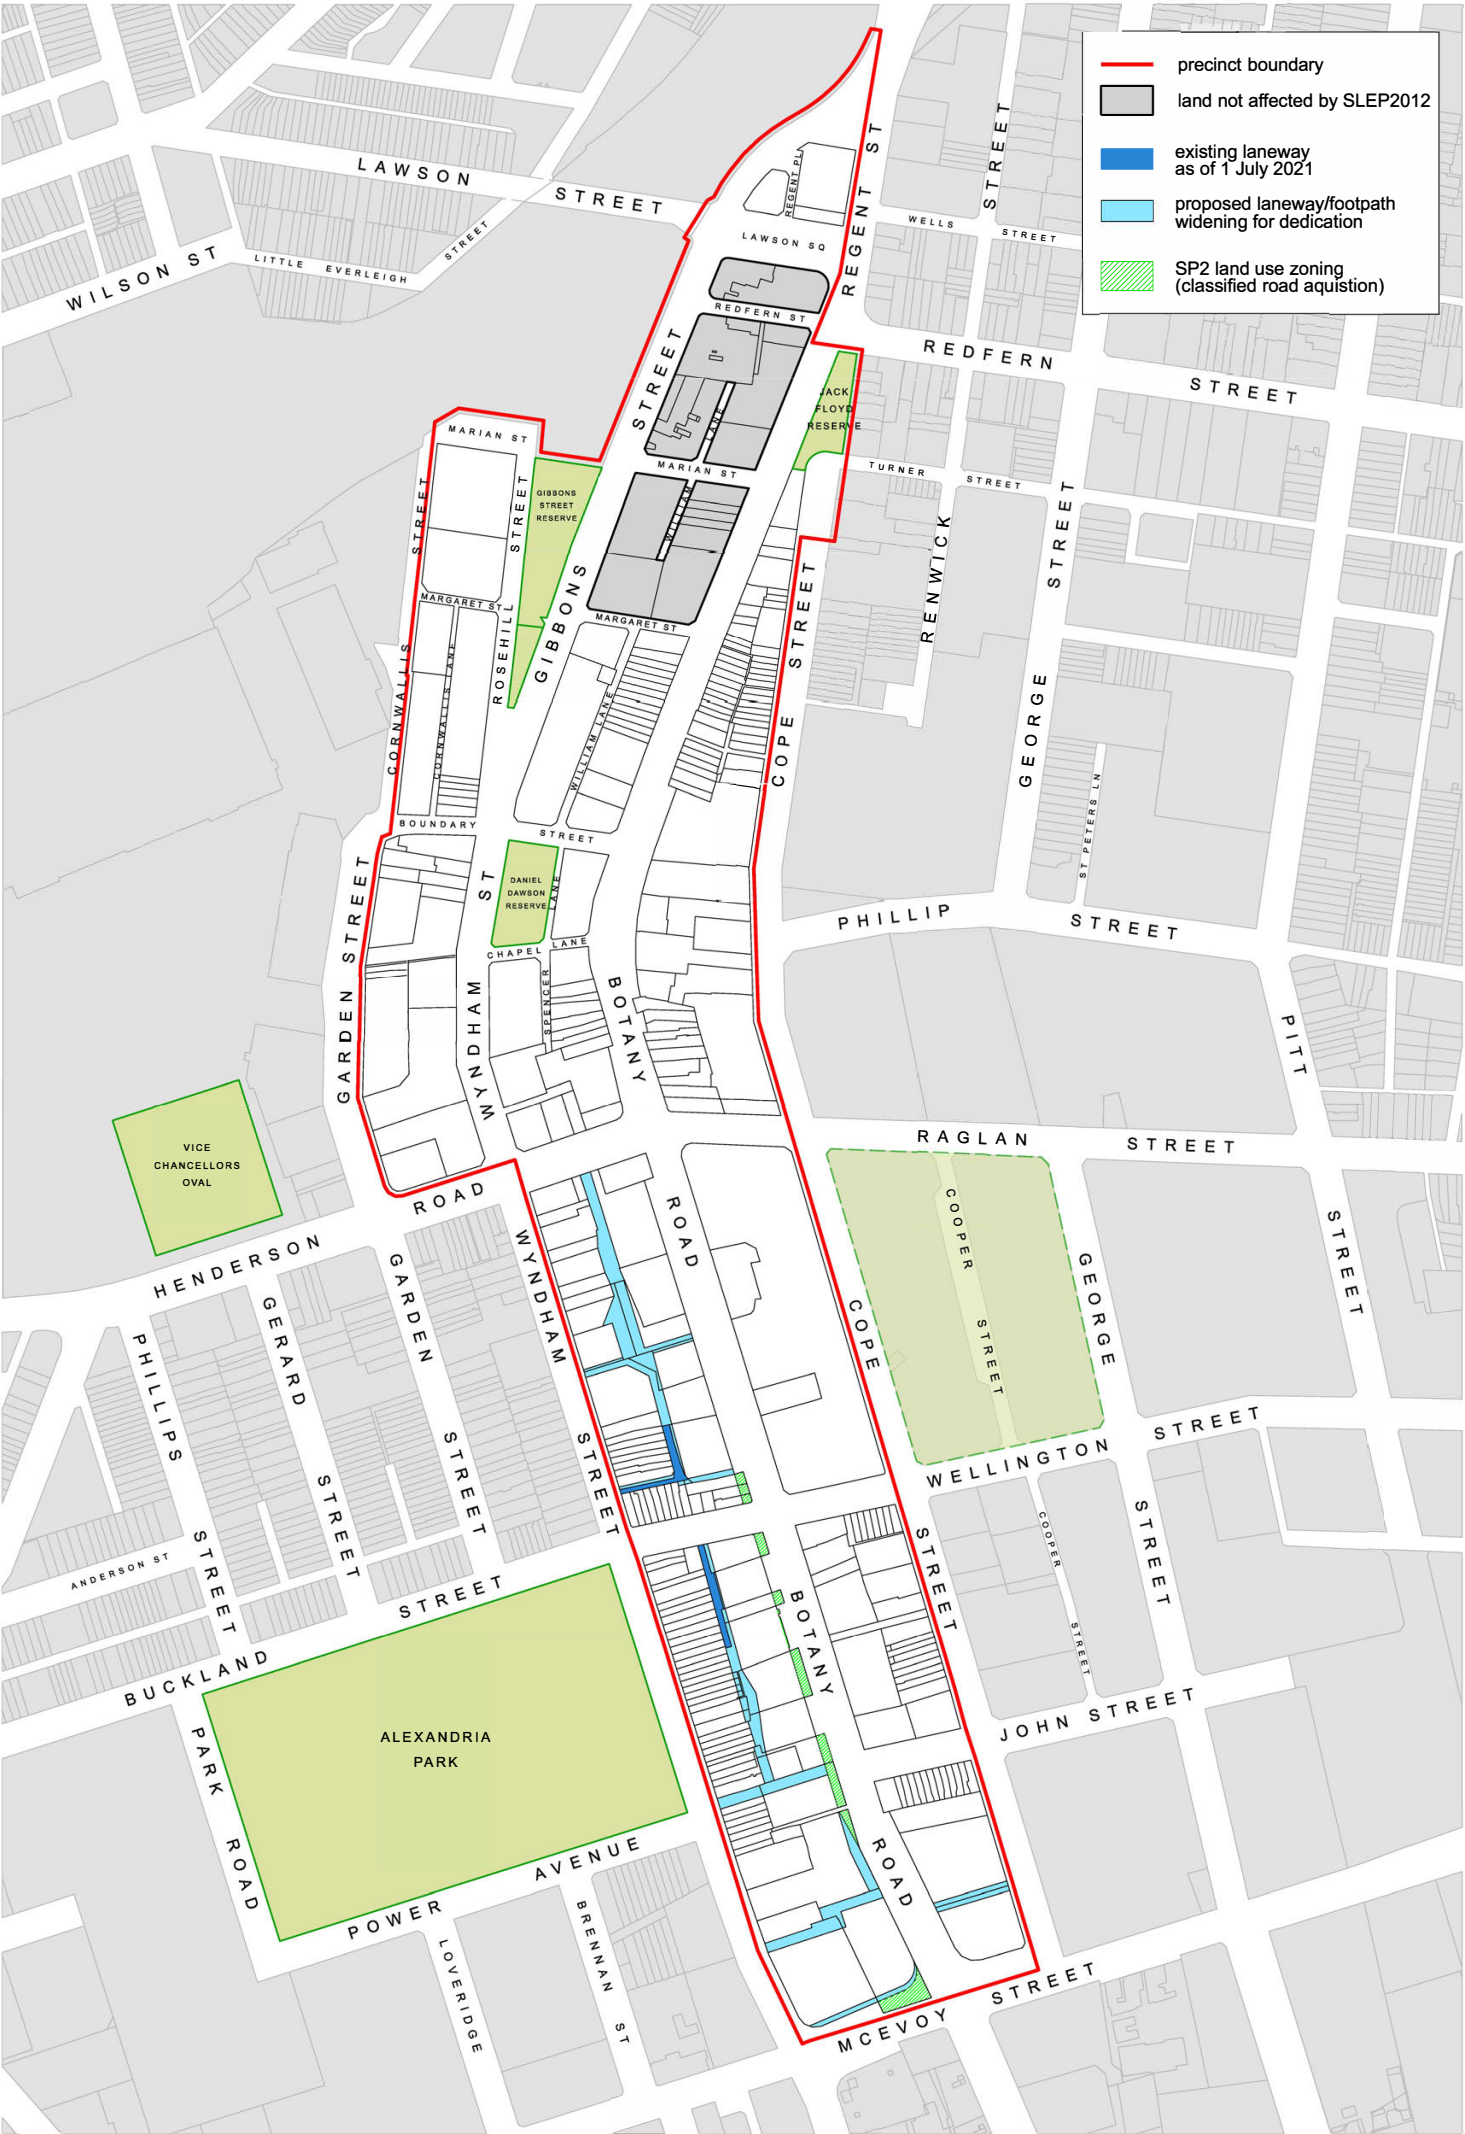 precinct boundary
land not affected by SLEP2012
existing laneway
as of 1 July 2021
proposed laneway/footpath
widening for dedication
SP2 land use zoning
(classified road aquistion)
LAWSON STREET
WILSON ST
LITTLE EVERLEIGH STREET
REGENT PL
REGENT ST
STREET
WELLS STREET
LAWSON SQ
REDFERN ST
REDFERN STREET
JACK
FLOYD
RESERVE
STREET
LANE
MARIAN ST
MARIAN ST
TURNER STREET
GIBBONS
STREET
RESERVE
STREET
STREET
WILLIAM
GIBBONS
MARGARET ST
MARGARET ST
RENWICK
STREET
GEORGE
COPE STREET
CORNWALLIS
CORNWALLIS LANE
ROSEHILL
WILLIAM LANE
ST PETERS LN
BOUNDARY STREET
DANIEL
DAWSON
RESERVE
LANE
CHAPEL LANE
SPENCER
GARDEN STREET
WYNDHAM ST
BOTANY
PHILLIP STREET
PITT
STREET
VICE
CHANCELLORS
OVAL
RAGLAN STREET
HENDERSON ROAD
ROAD
COOPER
STREET
GEORGE
STREET
COPE
STREET
WYNDHAM
STREET
PHILLIPS
STREET
GERARD
STREET
GARDEN
STREET
WELLINGTON STREET
COOPER
STREET
ANDERSON ST
BUCKLAND STREET
BOTANY
ROAD
JOHN STREET
PARK
ROAD
ALEXANDRIA
PARK
POWER AVENUE
LOVERIDGE
BRENNAN ST
MCEVOY STREET